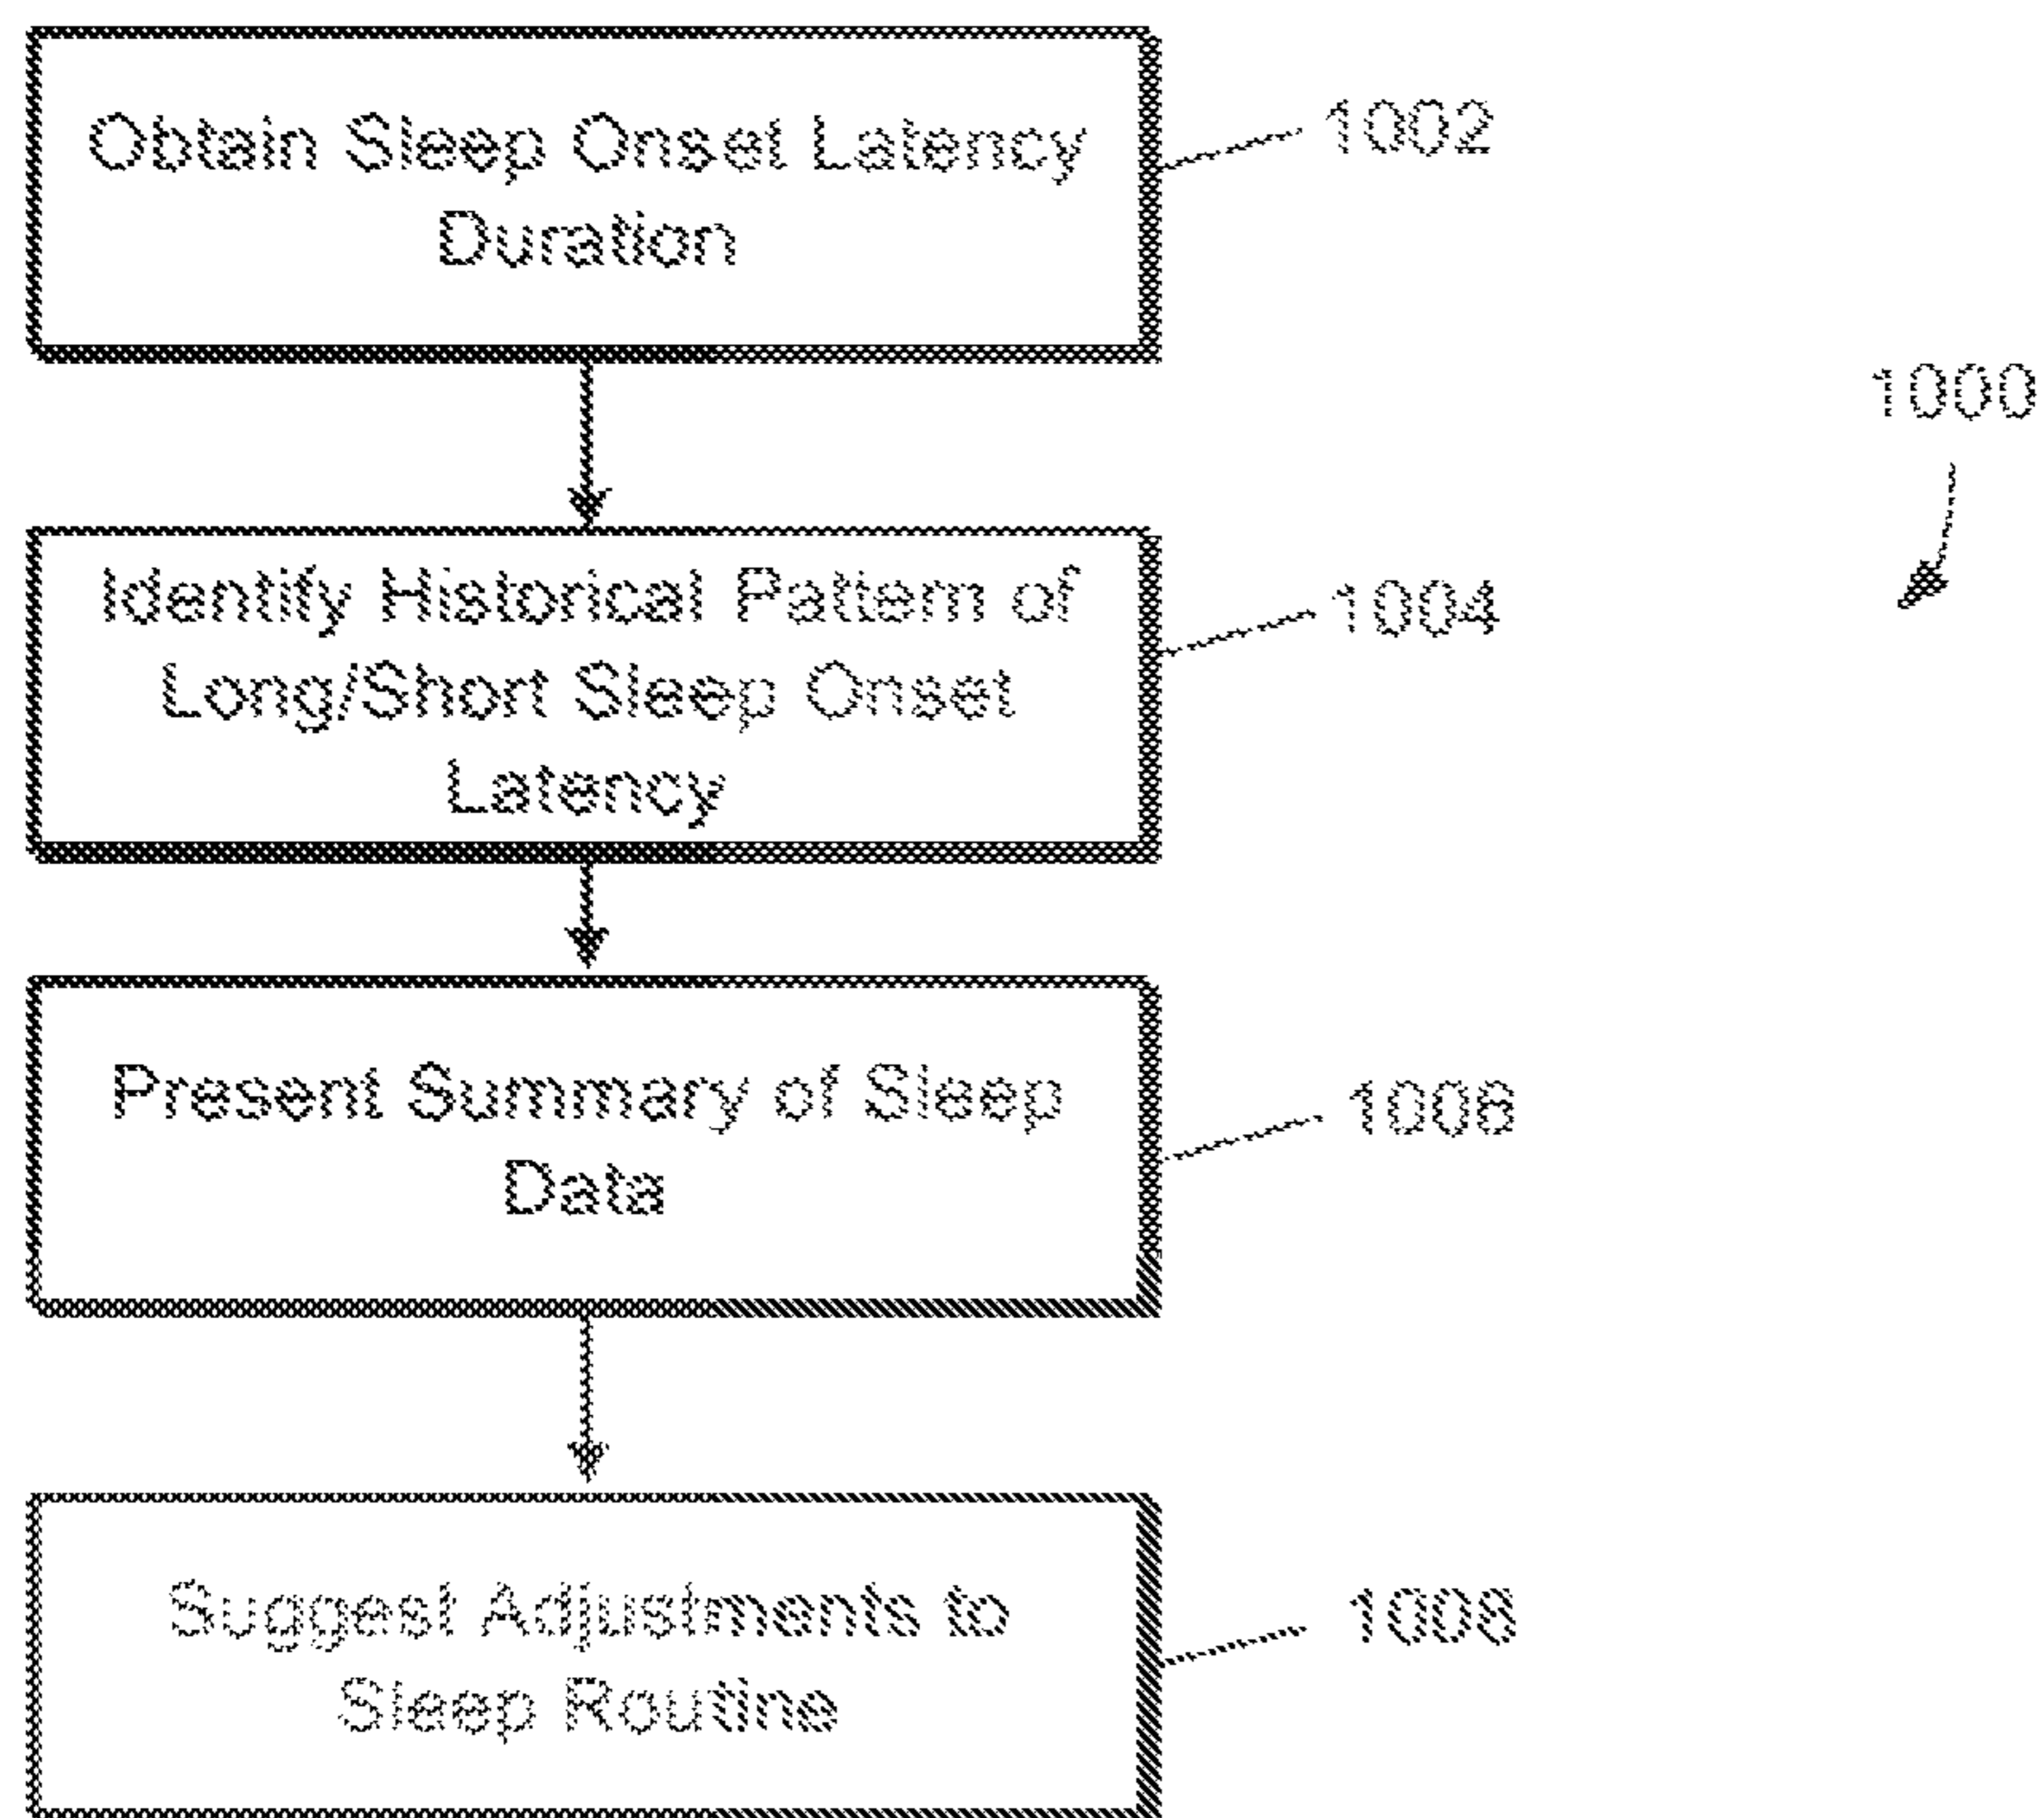 Obtain Sleep Onset Latency
Duration
1002
1000
Identify Historical Pattern of
Long/Short Sleep Onset
Latency
1004
Present Summary of Sleep
Data
1006
Suggest Adjustments to
Sleep Routine
1008